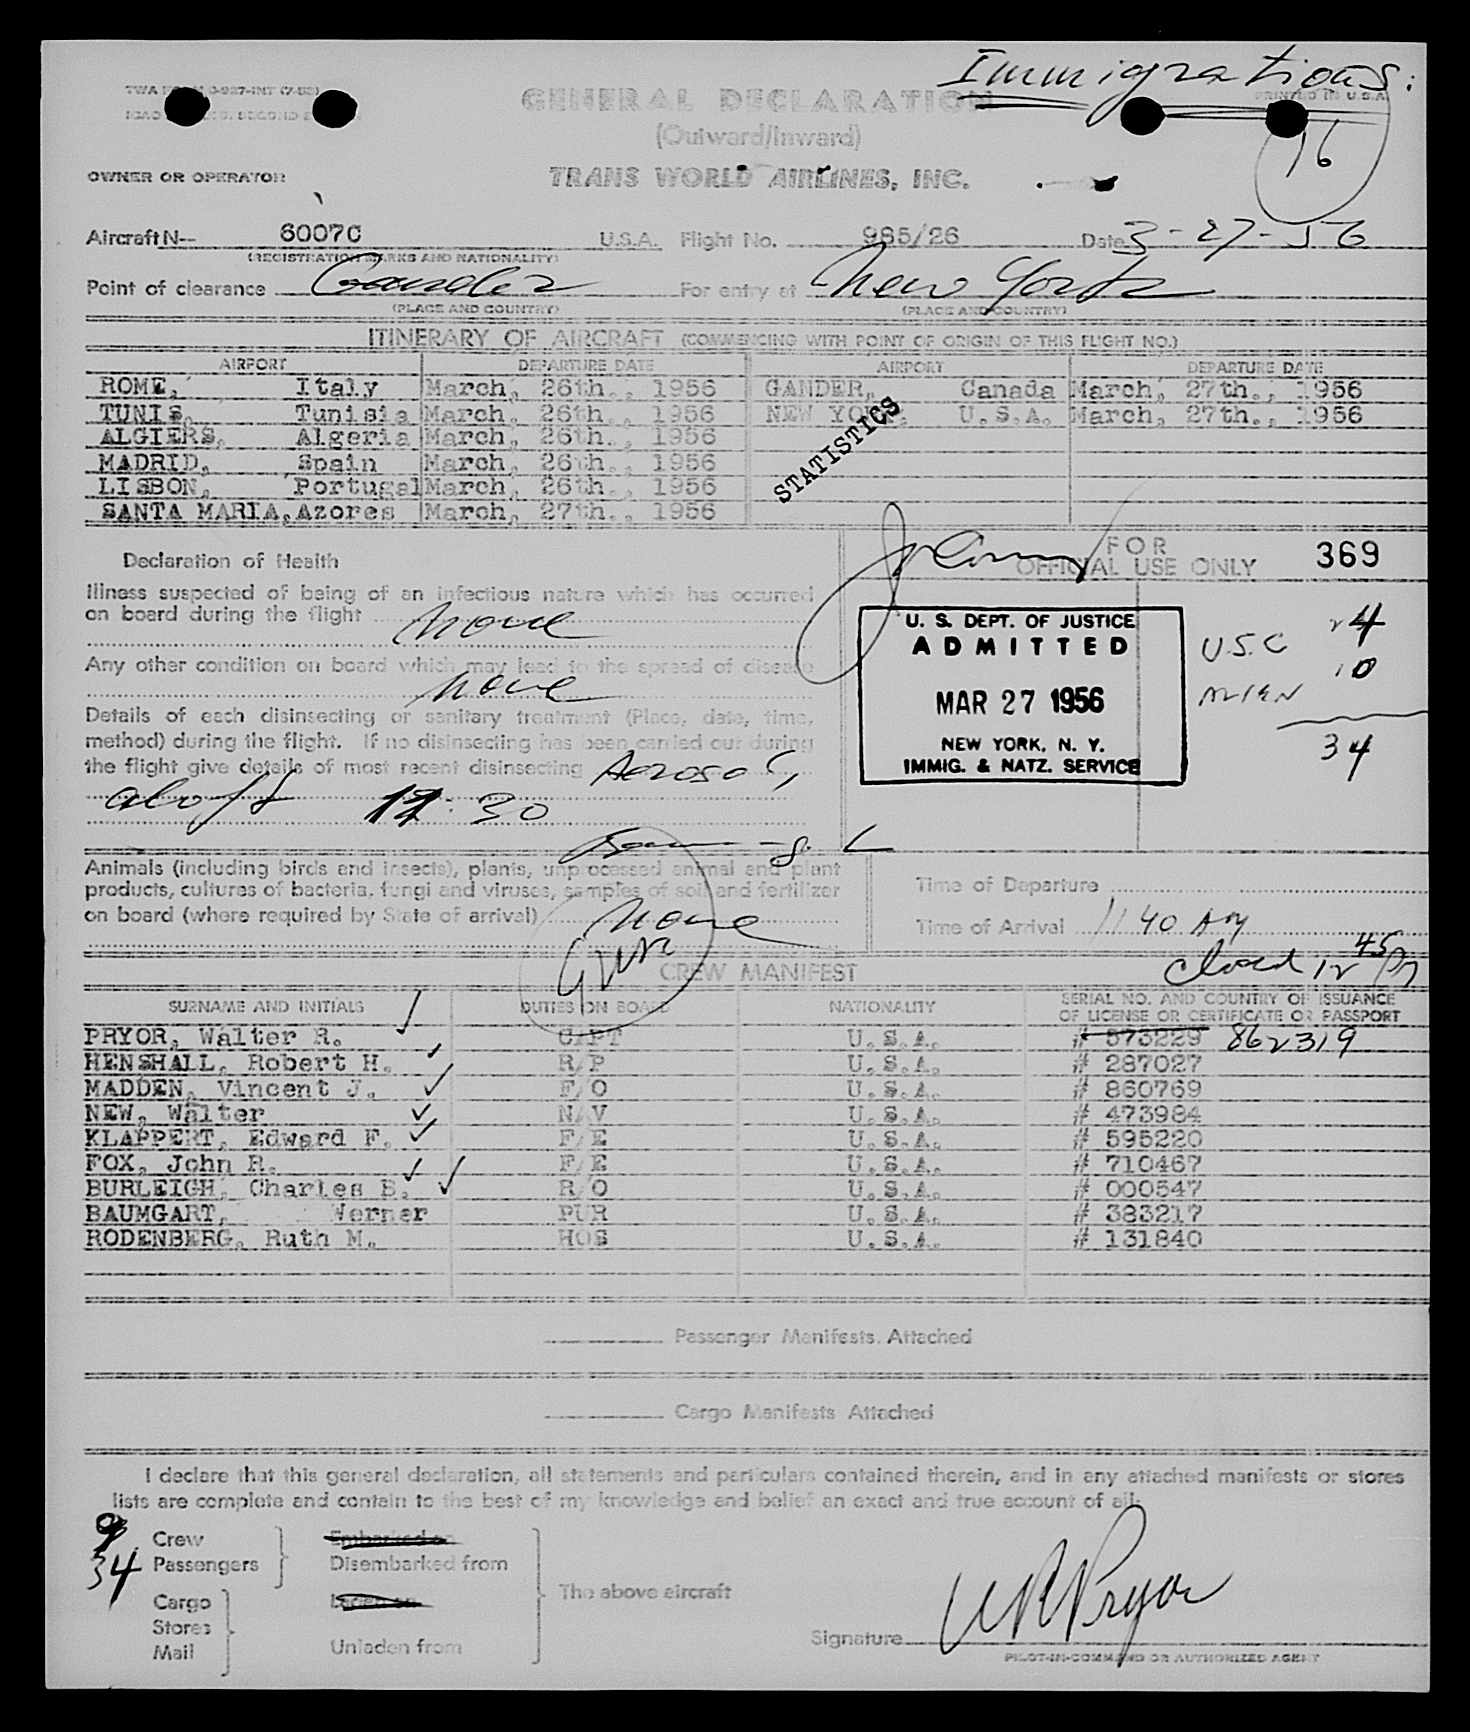 Immigrations:
16
GENERAL DECLARATION
PRINTED IN U.S.A.
(Outward/Inward)
OWNER OR OPERATOR TRANS WORLD AIRLINES, INC.
Aircraft N-- 6007C U.S.A. Flight No. 965/26 Date 3-27-56
(REGISTRATION MARKS AND NATIONALITY)
Point of clearance Gander For entry at New York
(PLACE AND COUNTRY) (PLACE AND COUNTRY)
ITINERARY OF AIRCRAFT (COMMENCING WITH POINT OF ORIGIN OF THIS FLIGHT NO.)
AIRPORT DEPARTURE DATE AIRPORT DEPARTURE DATE
ROME, Italy March, 26th., 1956 GANDER, Canada March, 27th., 1956
TUNIS, Tunisia March, 26th., 1956 NEW YORK, U.S.A. March, 27th., 1956
ALGIERS, Algeria March, 26th., 1956
MADRID, Spain March, 26th., 1956
LISBON, Portugal March, 26th., 1956
SANTA MARIA, Azores March, 27th., 1956
STATISTICS
Declaration of Health
FOR
OFFICIAL USE ONLY 369
Illness suspected of being of an infectious nature which has occurred
on board during the flight None
Any other condition on board which may lead to the spread of disease
None
Details of each disinsecting or sanitary treatment (Place, date, time,
method) during the flight. If no disinsecting has been carried out during
the flight give details of most recent disinsecting Aerosol,
aloft 12:30
U. S. DEPT. OF JUSTICE
ADMITTED
MAR 27 1956
NEW YORK, N. Y.
IMMIG. & NATZ. SERVICE
U.S.C 24
ALIEN 10
34
Animals (including birds and insects), plants, unprocessed animal and plant
products, cultures of bacteria, fungi and viruses, samples of soil and fertilizer
on board (where required by State of arrival) None
Time of Departure
Time of Arrival 11 40 AM
closed 12 45 PM
CREW MANIFEST
SURNAME AND INITIALS DUTIES ON BOARD NATIONALITY SERIAL NO. AND COUNTRY OF ISSUANCE
OF LICENSE OR CERTIFICATE OR PASSPORT
PRYOR, Walter R. CAPT U.S.A. # 573229 862319
HENSHALL, Robert H. R/P U.S.A. # 287027
MADDEN, Vincent J. F/O U.S.A. # 860769
NEW, Walter NAV U.S.A. # 473984
KLAPPERT, Edward F. F/E U.S.A. # 595220
FOX, John R. F/E U.S.A. # 710467
BURLEIGH, Charles B. R/O U.S.A. # 000547
BAUMGART, Werner PUR U.S.A. # 383217
RODENBERG, Ruth M. HOS U.S.A. # 131840
Passenger Manifests Attached
Cargo Manifests Attached
I declare that this general declaration, all statements and particulars contained therein, and in any attached manifests or stores
lists are complete and contain to the best of my knowledge and belief an exact and true account of all:
9 Crew Embarked on
34 Passengers Disembarked from
Cargo Laden on
Stores The above aircraft
Mail Unladen from
Signature WR Pryor
PILOT-IN-COMMAND OR AUTHORIZED AGENT